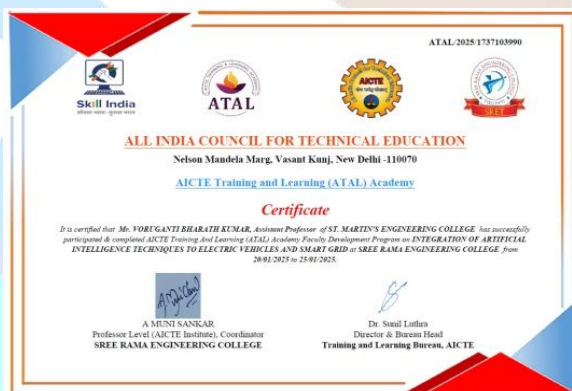 ATAL/2025/1737103990
Skill India
कौशल भारत - कुशल भारत
ATAL
AICTE
SKET
ALL INDIA COUNCIL FOR TECHNICAL EDUCATION
Nelson Mandela Marg, Vasant Kunj, New Delhi -110070
AICTE Training and Learning (ATAL) Academy
Certificate
It is certified that Mr. VORUGANTI BHARATH KUMAR, Assistant Professor of ST. MARTIN'S ENGINEERING COLLEGE has successfully
participated & completed AICTE Training And Learning (ATAL) Academy Faculty Development Program on INTEGRATION OF ARTIFICIAL
INTELLIGENCE TECHNIQUES TO ELECTRIC VEHICLES AND SMART GRID at SREE RAMA ENGINEERING COLLEGE from
20/01/2025 to 25/01/2025.
A MUNI SANKAR
Professor Level (AICTE Institute), Coordinator
SREE RAMA ENGINEERING COLLEGE
Dr. Sunil Luthra
Director & Bureau Head
Training and Learning Bureau, AICTE